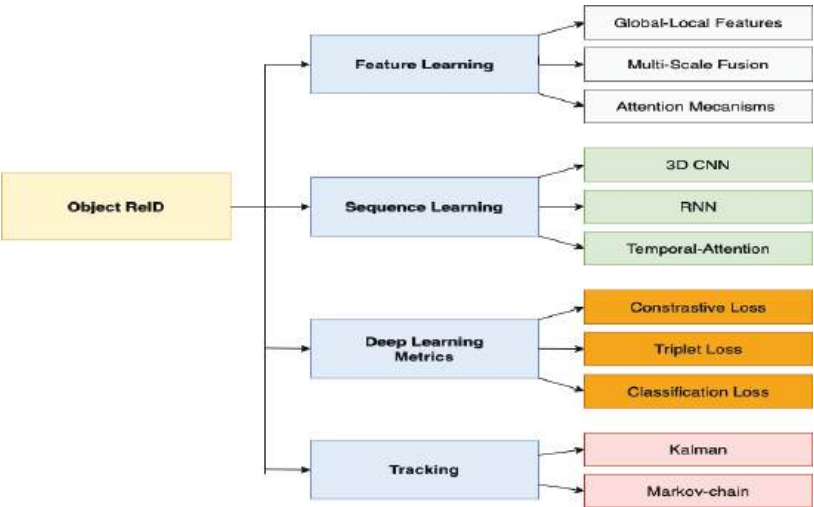 Object ReID
Feature Learning
Global-Local Features
Multi-Scale Fusion
Attention Mecanisms
Sequence Learning
3D CNN
RNN
Temporal-Attention
Deep Learning
Metrics
Constrastive Loss
Triplet Loss
Classification Loss
Tracking
Kalman
Markov-chain